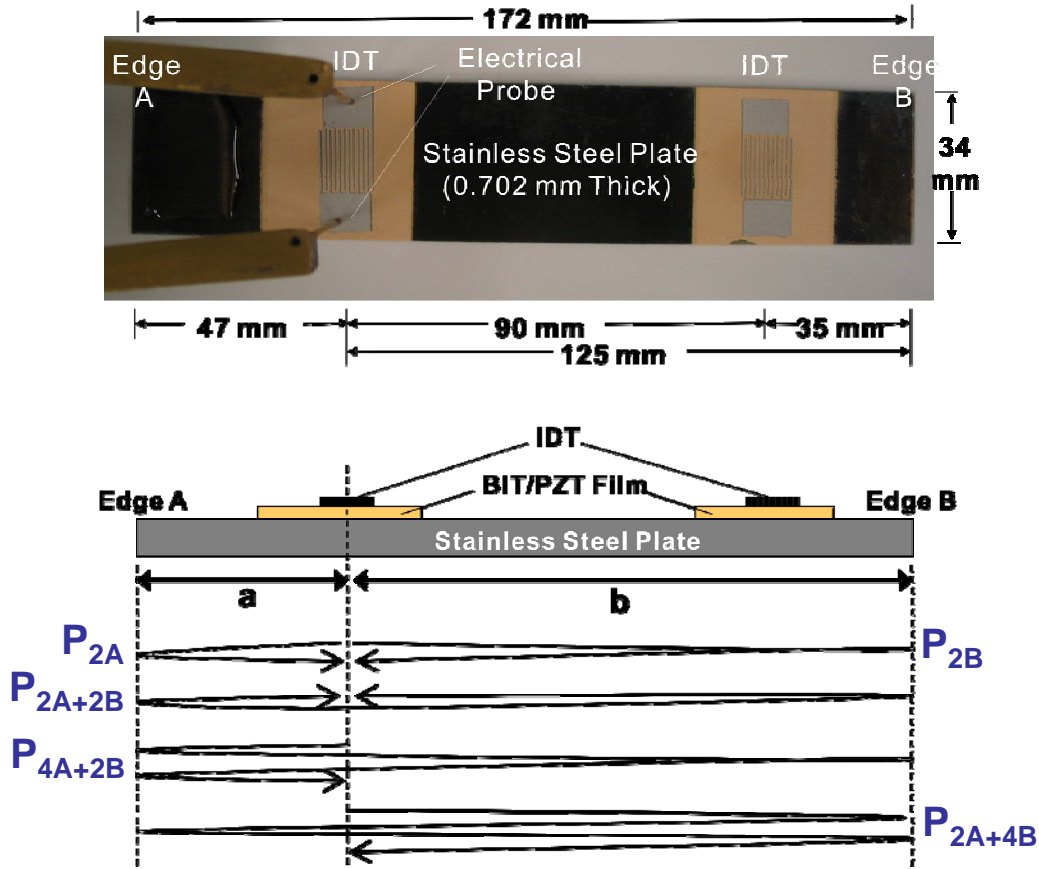 172 mm
Edge
A
IDT
Electrical
Probe
IDT
Edge
B
Stainless Steel Plate
(0.702 mm Thick)
34
mm
47 mm
90 mm
35 mm
125 mm
IDT
Edge A
BIT/PZT Film
Edge B
Stainless Steel Plate
a
b
P2A
P2B
P2A+2B
P4A+2B
P2A+4B